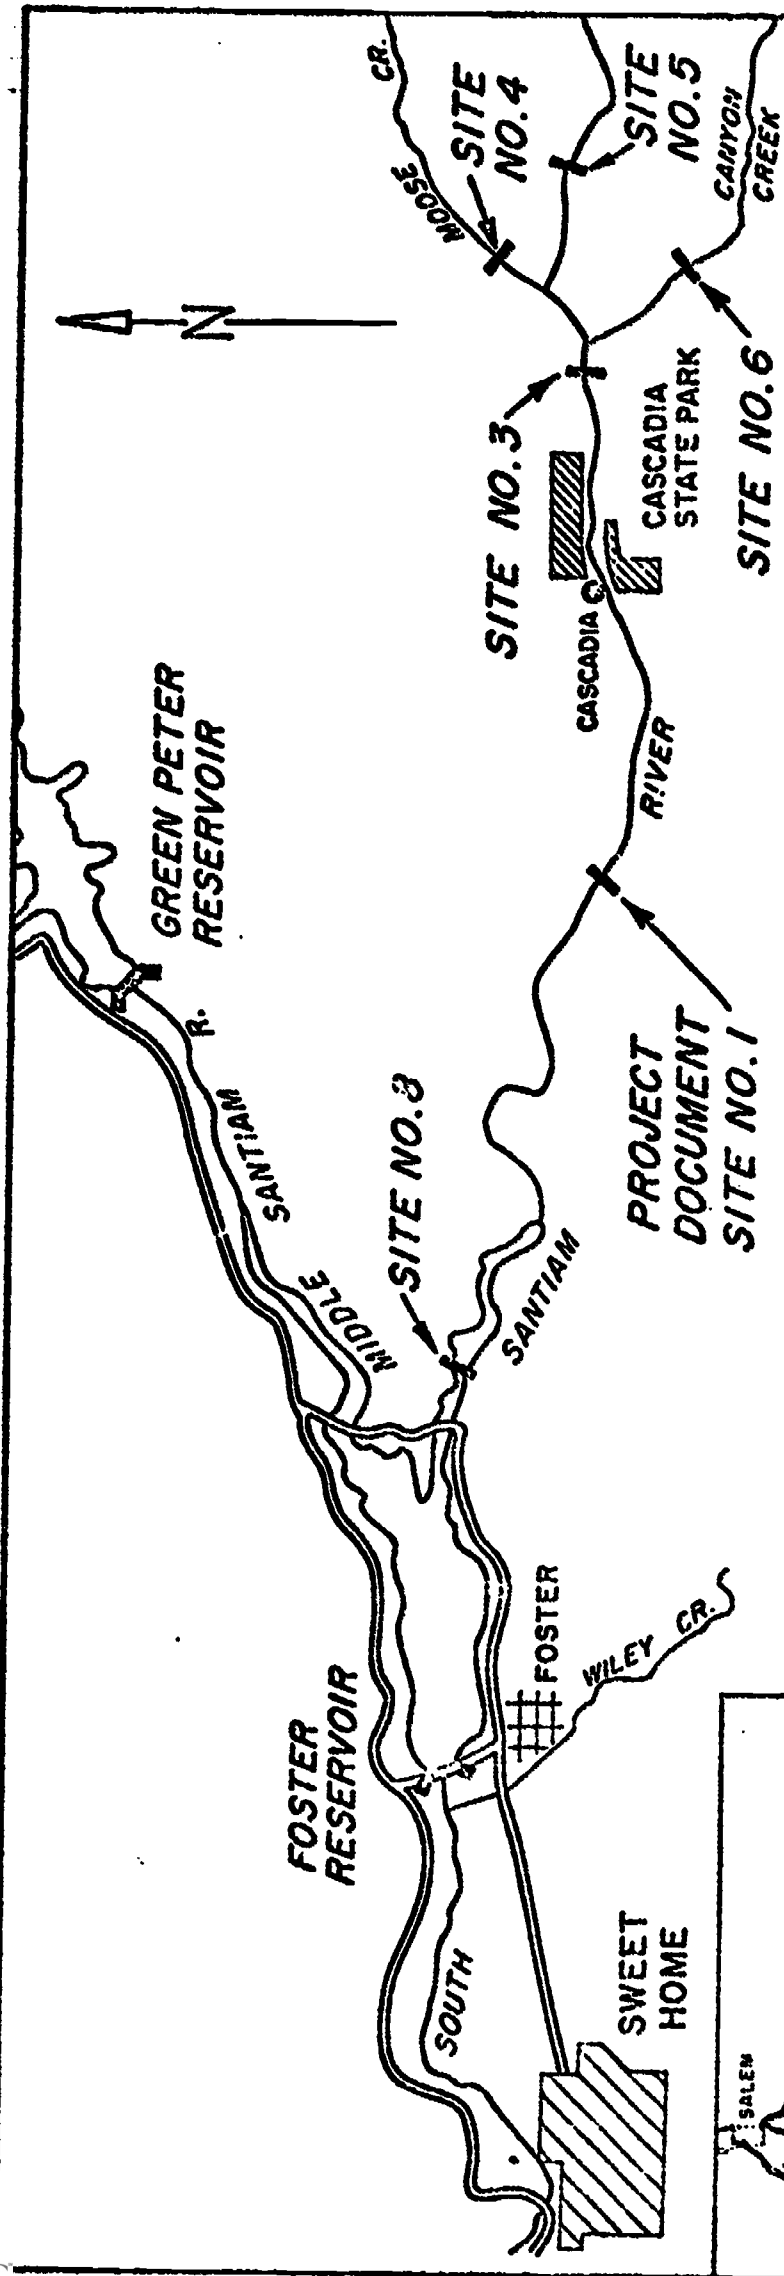 GREEN PETER
RESERVOIR
MIDDLE
SANTIAM
R.
FOSTER
RESERVOIR
SOUTH
SWEET
HOME
FOSTER
WILEY CR.
SITE NO.8
SANTIAM
PROJECT
DOCUMENT
SITE NO.1
RIVER
CASCADIA
CASCADIA
STATE PARK
SITE NO.3
N
MOOSE
CR.
SITE
NO.4
SITE
NO.5
CANYON
CREEK
SITE NO.6
SALEM